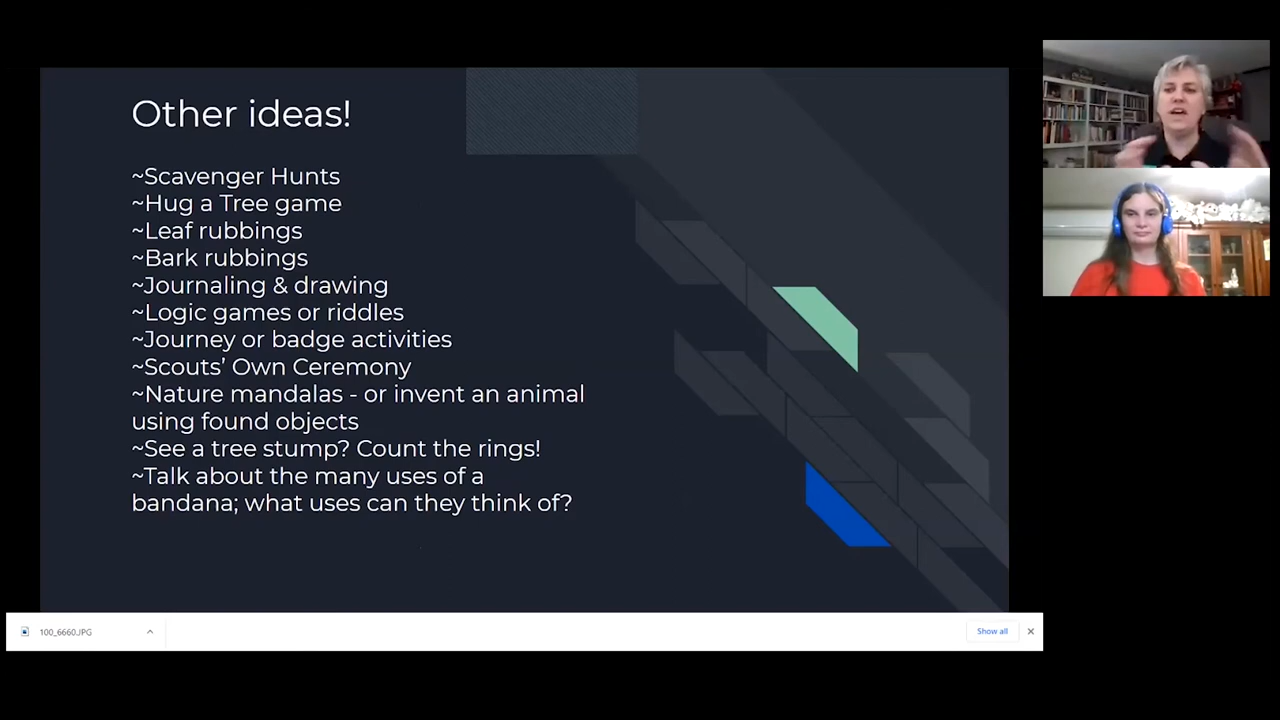 Other ideas!
~Scavenger Hunts
~Hug a Tree game
~Leaf rubbings
~Bark rubbings
~Journaling & drawing
~Logic games or riddles
~Journey or badge activities
~Scouts' Own Ceremony
~Nature mandalas - or invent an animal
using found objects
~See a tree stump? Count the rings!
~Talk about the many uses of a
bandana; what uses can they think of?
100_6660.JPG
Show all